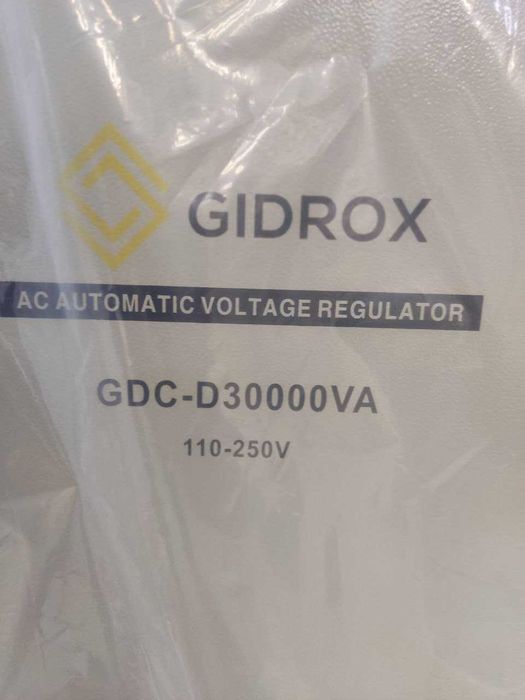 GIDROX
AC AUTOMATIC VOLTAGE REGULATOR
GDC-D30000VA
110-250V